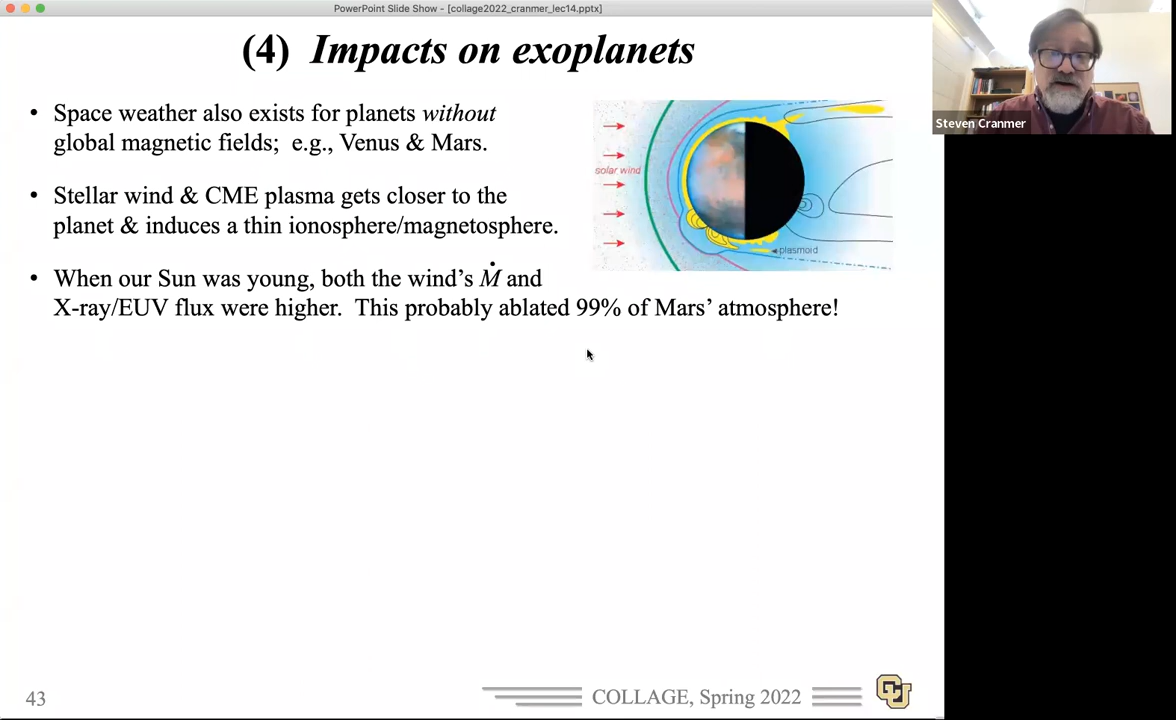 PowerPoint Slide Show - [collage2022_cranmer_lec14.pptx]
(4) Impacts on exoplanets
• Space weather also exists for planets without
global magnetic fields; e.g., Venus & Mars.
• Stellar wind & CME plasma gets closer to the
planet & induces a thin ionosphere/magnetosphere.
• When our Sun was young, both the wind's Ṁ and
X-ray/EUV flux were higher. This probably ablated 99% of Mars' atmosphere!
solar wind
plasmoid
Steven Cranmer
43
COLLAGE, Spring 2022
CU